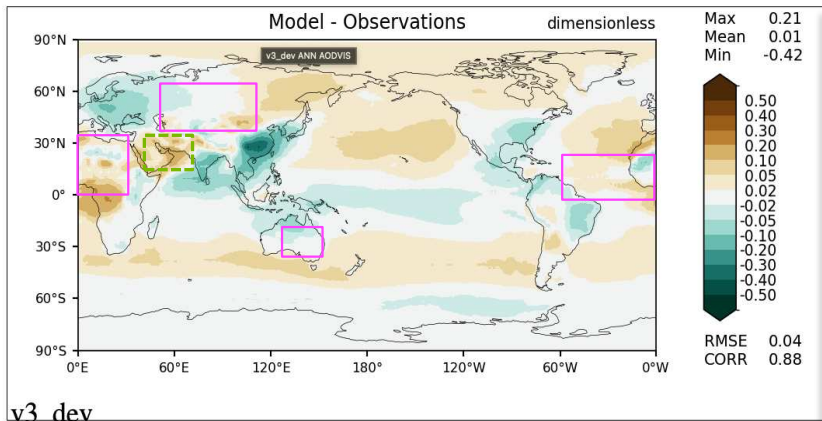 Model - Observations
dimensionless
Max 0.21
Mean 0.01
Min -0.42
v3_dev ANN AODVIS
90°N
60°N
30°N
0°
30°S
60°S
90°S
0°E 60°E 120°E 180° 120°W 60°W 0°W
0.50
0.40
0.30
0.20
0.10
0.05
0.02
-0.02
-0.05
-0.10
-0.20
-0.30
-0.40
-0.50
RMSE 0.04
CORR 0.88
v3_dev